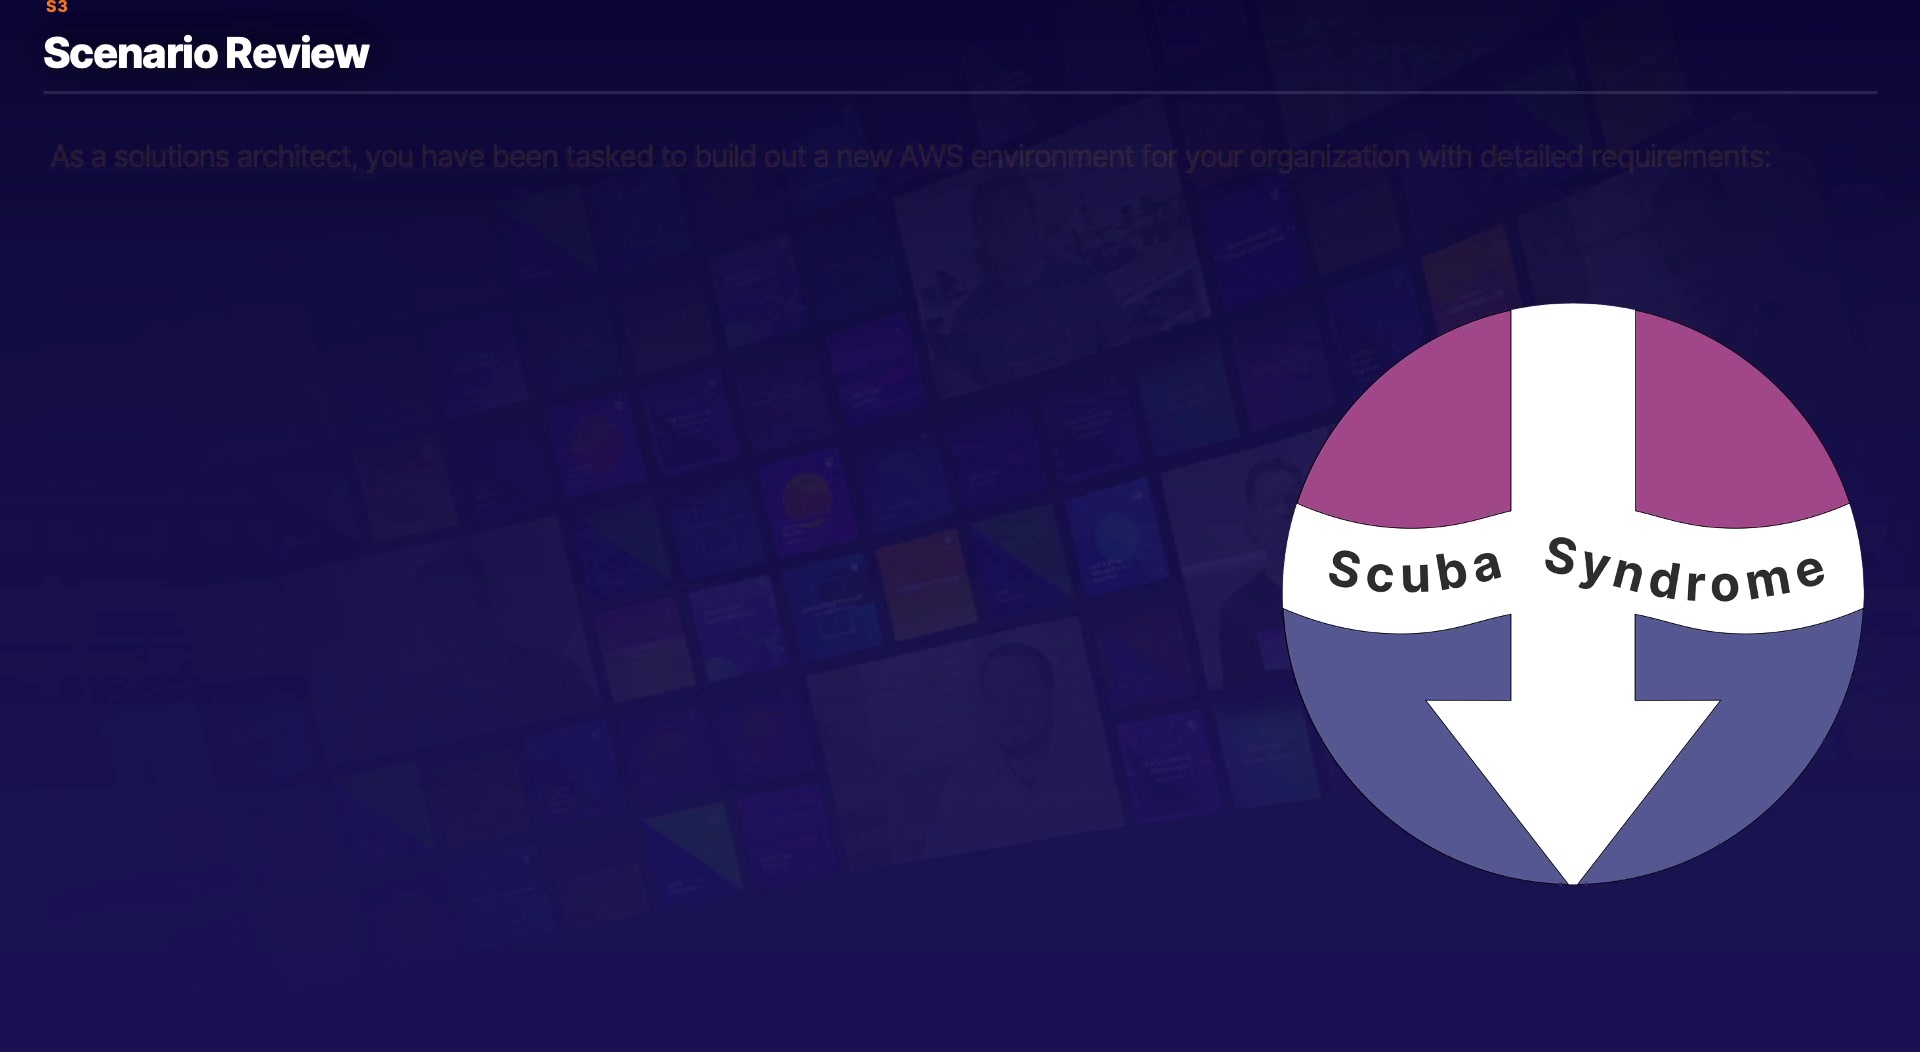 S3
Scenario Review
As a solutions architect, you have been tasked to build out a new AWS environment for your organization with detailed requirements:
Scuba Syndrome